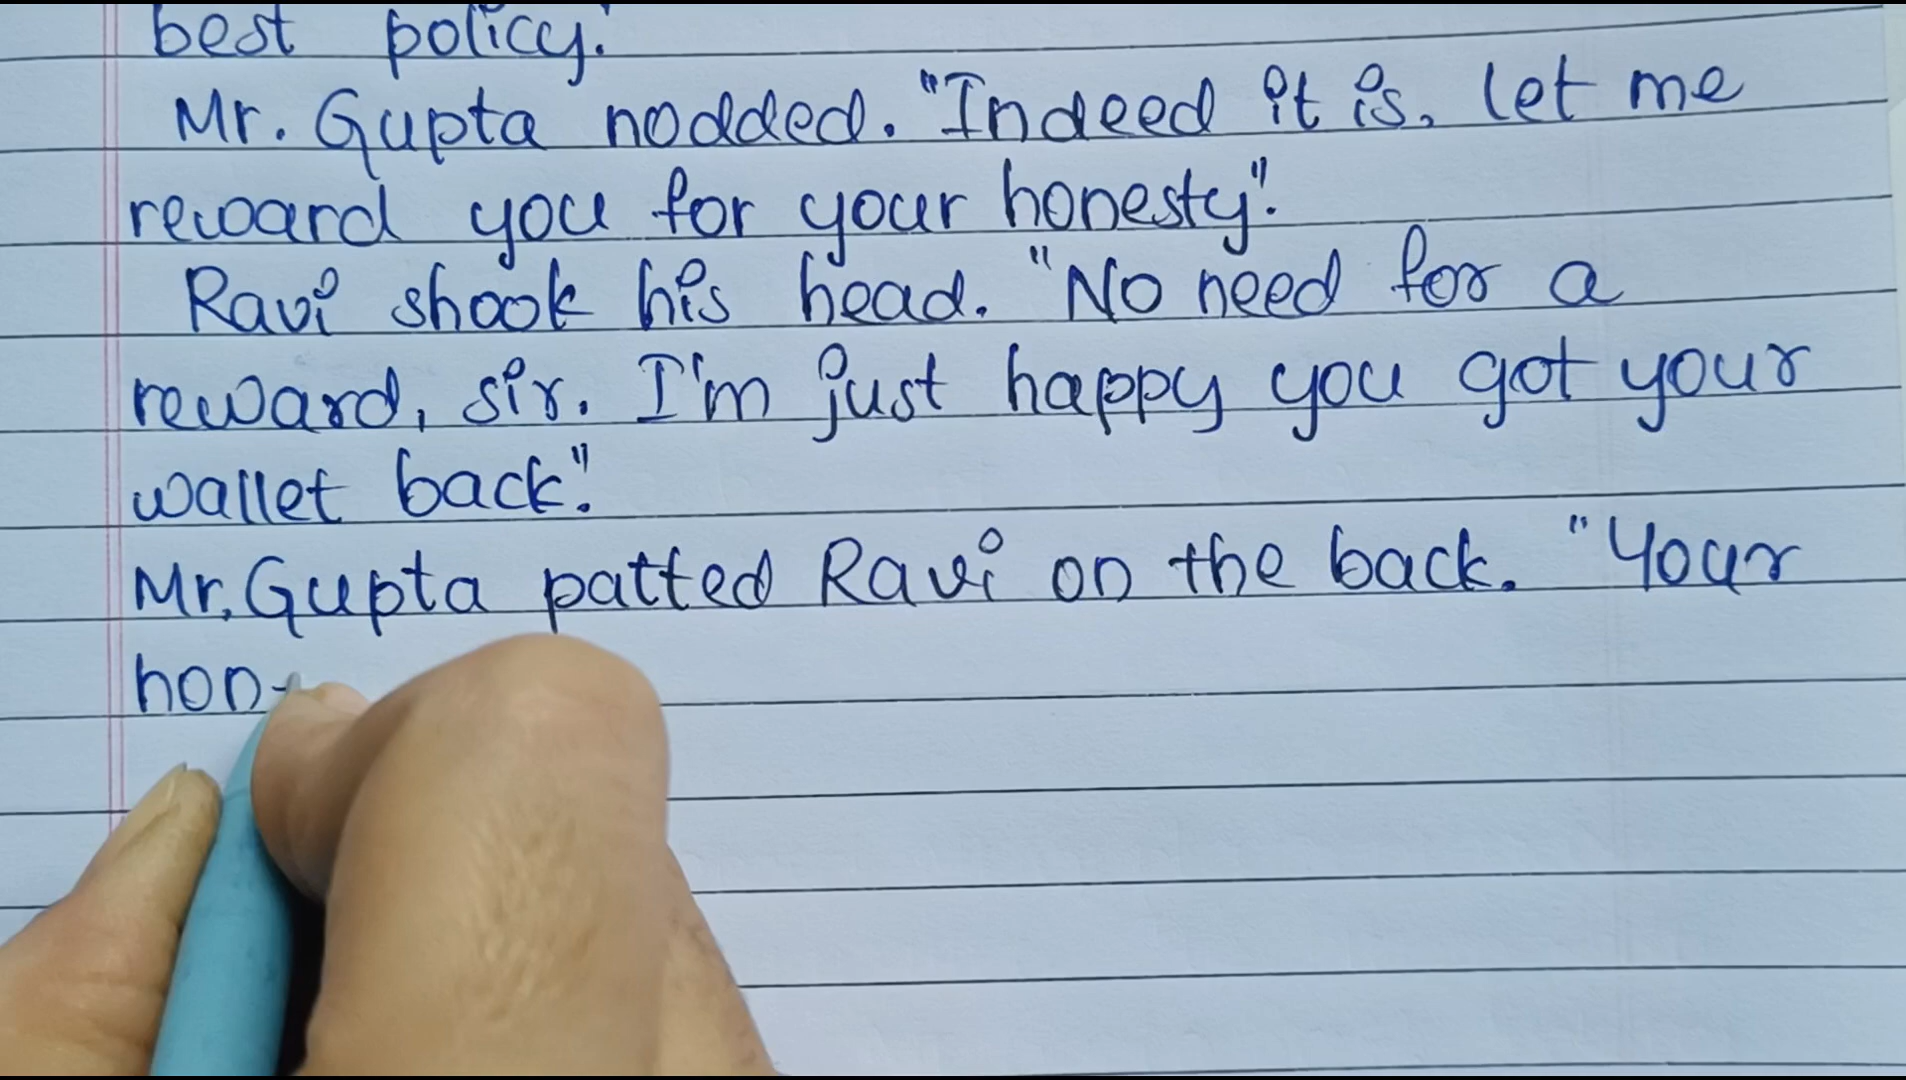 best policy."
Mr. Gupta nodded. "Indeed it is. let me
reward you for your honesty".
Ravi shook his head. "No need for a
reward, sir. I'm just happy you got your
wallet back".
Mr. Gupta patted Ravi on the back. "Your
hon